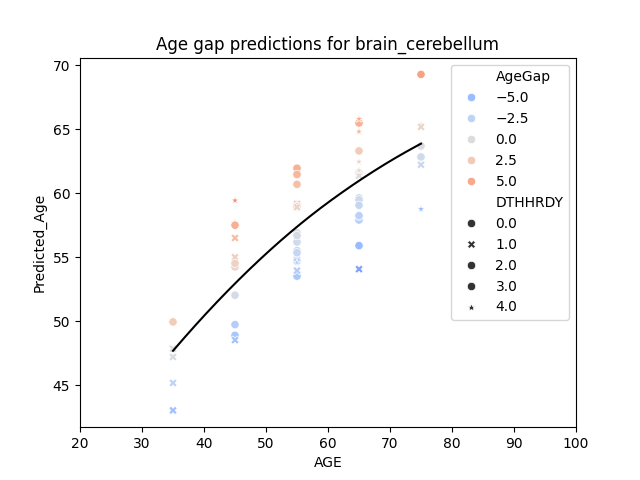 Age gap predictions for brain_cerebellum
Predicted_Age
70
65
60
55
50
45
20 30 40 50 60 70 80 90 100
AGE
AgeGap
−5.0
−2.5
0.0
2.5
5.0
DTHHRDY
0.0
1.0
2.0
3.0
4.0